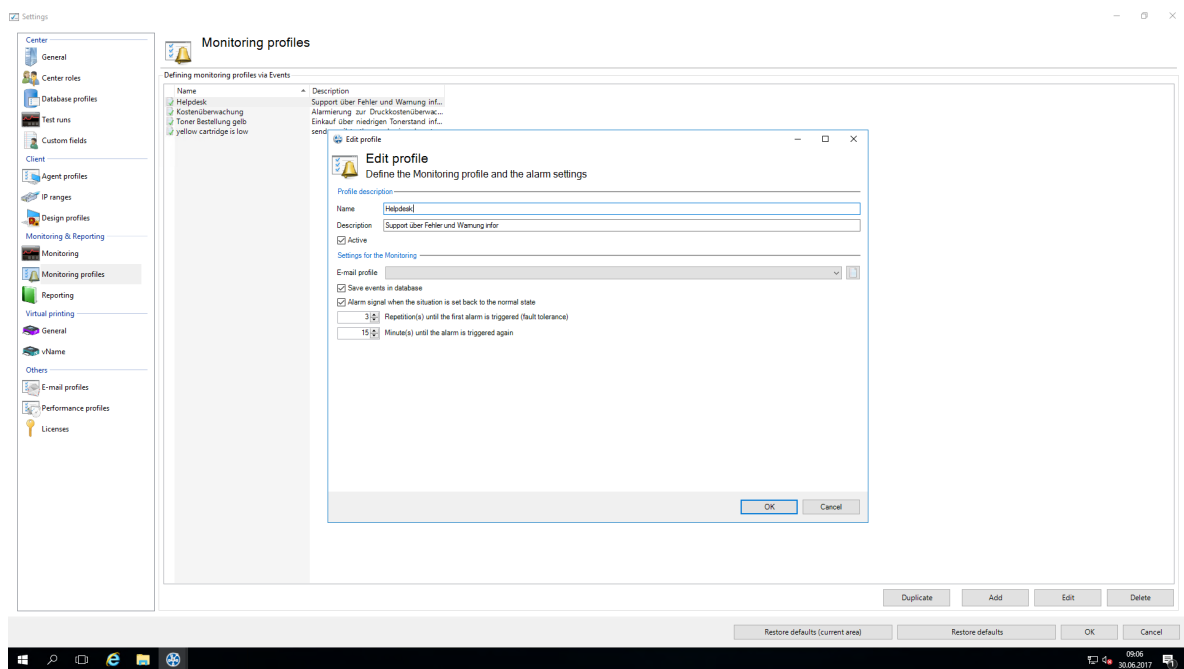 Settings
Center
General
Center roles
Database profiles
Test runs
Custom fields
Client
Agent profiles
IP ranges
Design profiles
Monitoring & Reporting
Monitoring
Monitoring profiles
Reporting
Virtual printing
General
vName
Others
E-mail profiles
Performance profiles
Licenses
Monitoring profiles
Defining monitoring profiles via Events
Name Description
Helpdesk Support über Fehler und Warnung inf...
Kostenüberwachung Alarmierung zur Druckkostenüberwac...
Toner Bestellung gelb Einkauf über niedrigen Tonerstand inf...
yellow cartridge is low send
Edit profile
Edit profile
Define the Monitoring profile and the alarm settings
Profile description
Name Helpdesk
Description Support über Fehler und Warnung infor
Active
Settings for the Monitoring
E-mail profile
Save events in database
Alarm signal when the situation is set back to the normal state
3 Repetition(s) until the first alarm is triggered (fault tolerance)
15 Minute(s) until the alarm is triggered again
OK Cancel
Duplicate Add Edit Delete
Restore defaults (current area) Restore defaults OK Cancel
09:06
30.06.2017